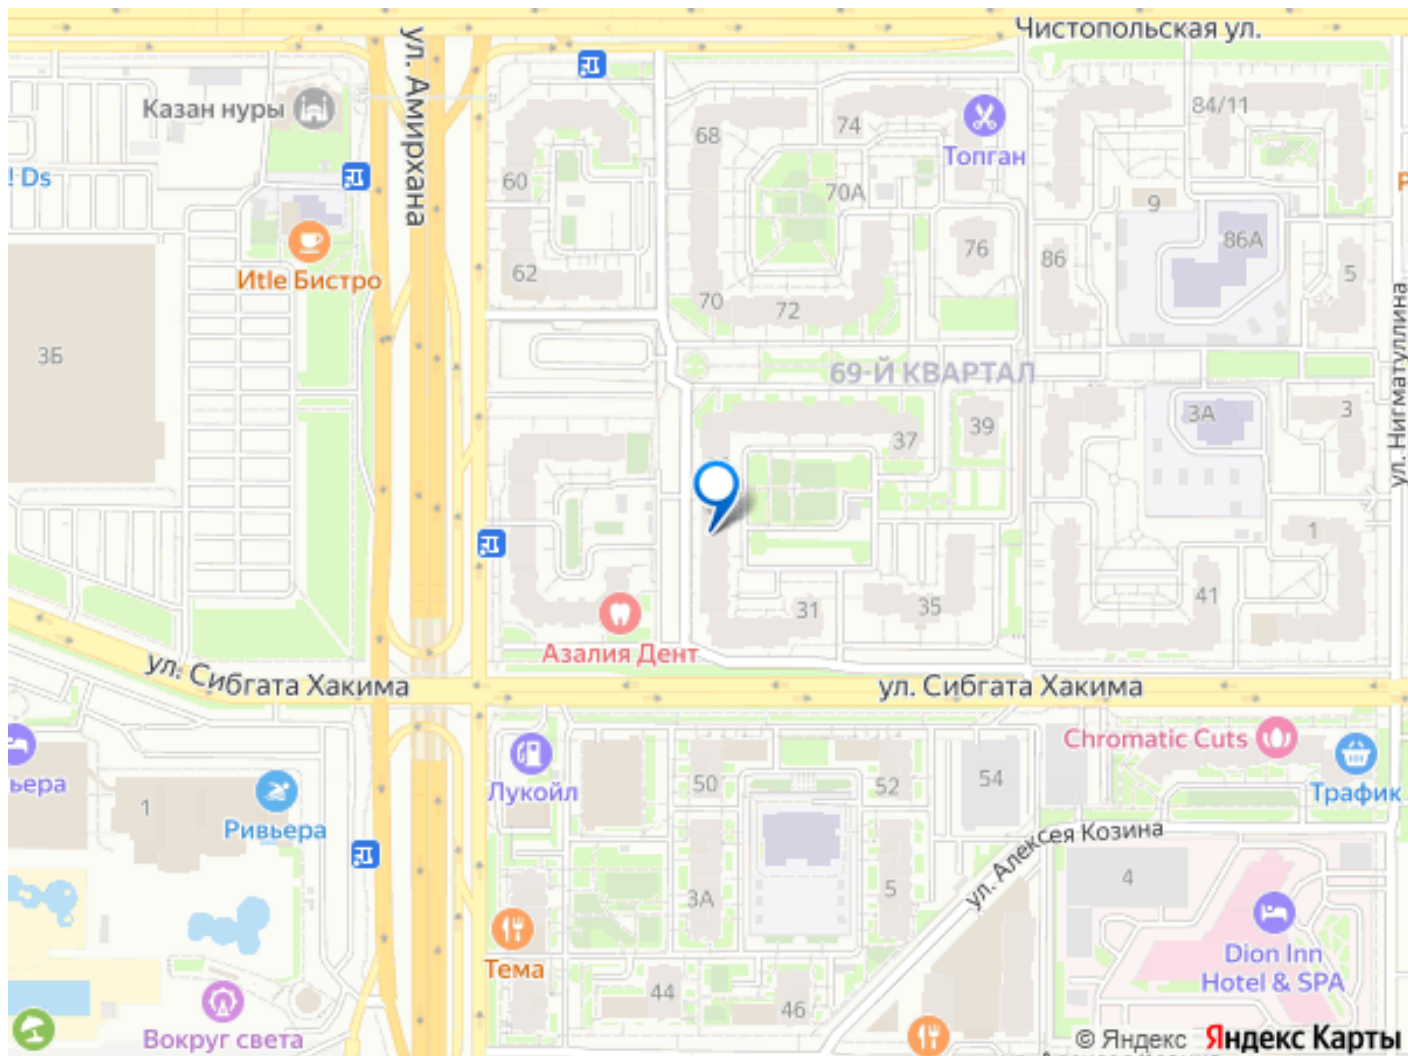 Чистопольская ул.
ул. Амирхана
Казан нуры
84/11
68
74
Топган
! Ds
60
70А
9
86А
76
86
5
Итle Бистро
62
70
72
3Б
69-Й КВАРТАЛ
ул. Нигматуллина
37
39
3А
3
1
31
35
41
Азалия Дент
ул. Сибгата Хакима
ул. Сибгата Хакима
Chromatic Cuts
ьера
1
Ривьера
Лукойл
50
52
54
Трафик
ул. Алексея Козина
3А
5
4
Тема
Dion Inn
Hotel & SPA
44
46
Вокруг света
© Яндекс Яндекс Карты